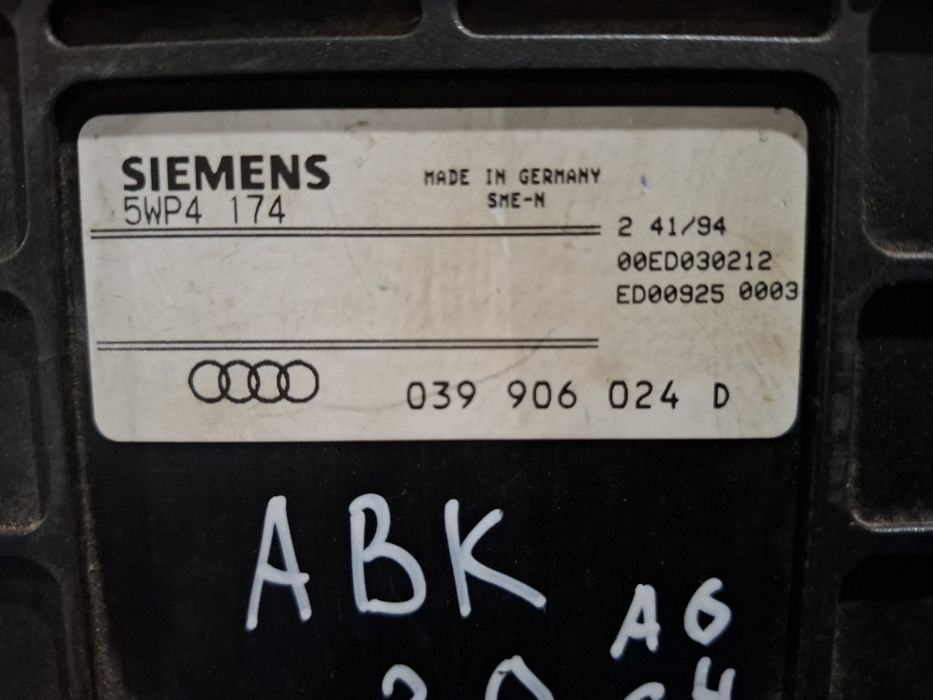 SIEMENS
5WP4 174
MADE IN GERMANY
SME-N
2 41/94
00ED030212
ED00925 0003
039 906 024 D
ABK
A6